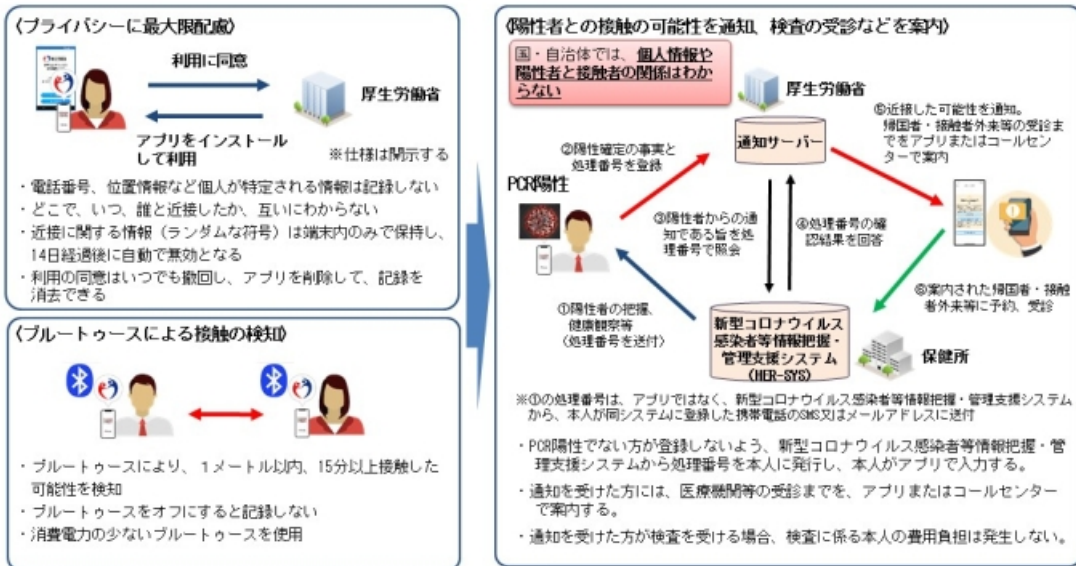 〈プライバシーに最大限配慮〉
利用に同意
厚生労働省
アプリをインストール
して利用
※仕様は開示する
・電話番号、位置情報など個人が特定される情報は記録しない
・どこで、いつ、誰と近接したか、互いにわからない
・近接に関する情報（ランダムな符号）は端末内のみで保持し、
14日経過後に自動で無効となる
・利用の同意はいつでも撤回し、アプリを削除して、記録を
消去できる
〈ブルートゥースによる接触の検知〉
・ブルートゥースにより、１メートル以内、15分以上接触した
可能性を検知
・ブルートゥースをオフにすると記録しない
・消費電力の少ないブルートゥースを使用
〈陽性者との接触の可能性を通知、検査の受診などを案内〉
国・自治体では、個人情報や
陽性者と接触者の関係はわか
らない
厚生労働省
通知サーバー
⑤近接した可能性を通知。
帰国者・接触者外来等の受診ま
でをアプリまたはコールセン
ターで案内
②陽性確定の事実と
処理番号を登録
PCR陽性
③陽性者からの通
知である旨を処
理番号で照会
④処理番号の確
認結果を回答
①陽性者の把握、
健康観察等
（処理番号を送付）
⑥案内された帰国者・接触
者外来等に予約、受診
新型コロナウイルス
感染者等情報把握・
管理支援システム
(HER-SYS)
保健所
※①の処理番号は、アプリではなく、新型コロナウイルス感染者等情報把握・管理支援システム
から、本人が同システムに登録した携帯電話のSMS又はメールアドレスに送付
・PCR陽性でない方が登録しないよう、新型コロナウイルス感染者等情報把握・管
理支援システムから処理番号を本人に発行し、本人がアプリで入力する。
・通知を受けた方には、医療機関等の受診までを、アプリまたはコールセンター
で案内する。
・通知を受けた方が検査を受ける場合、検査に係る本人の費用負担は発生しない。